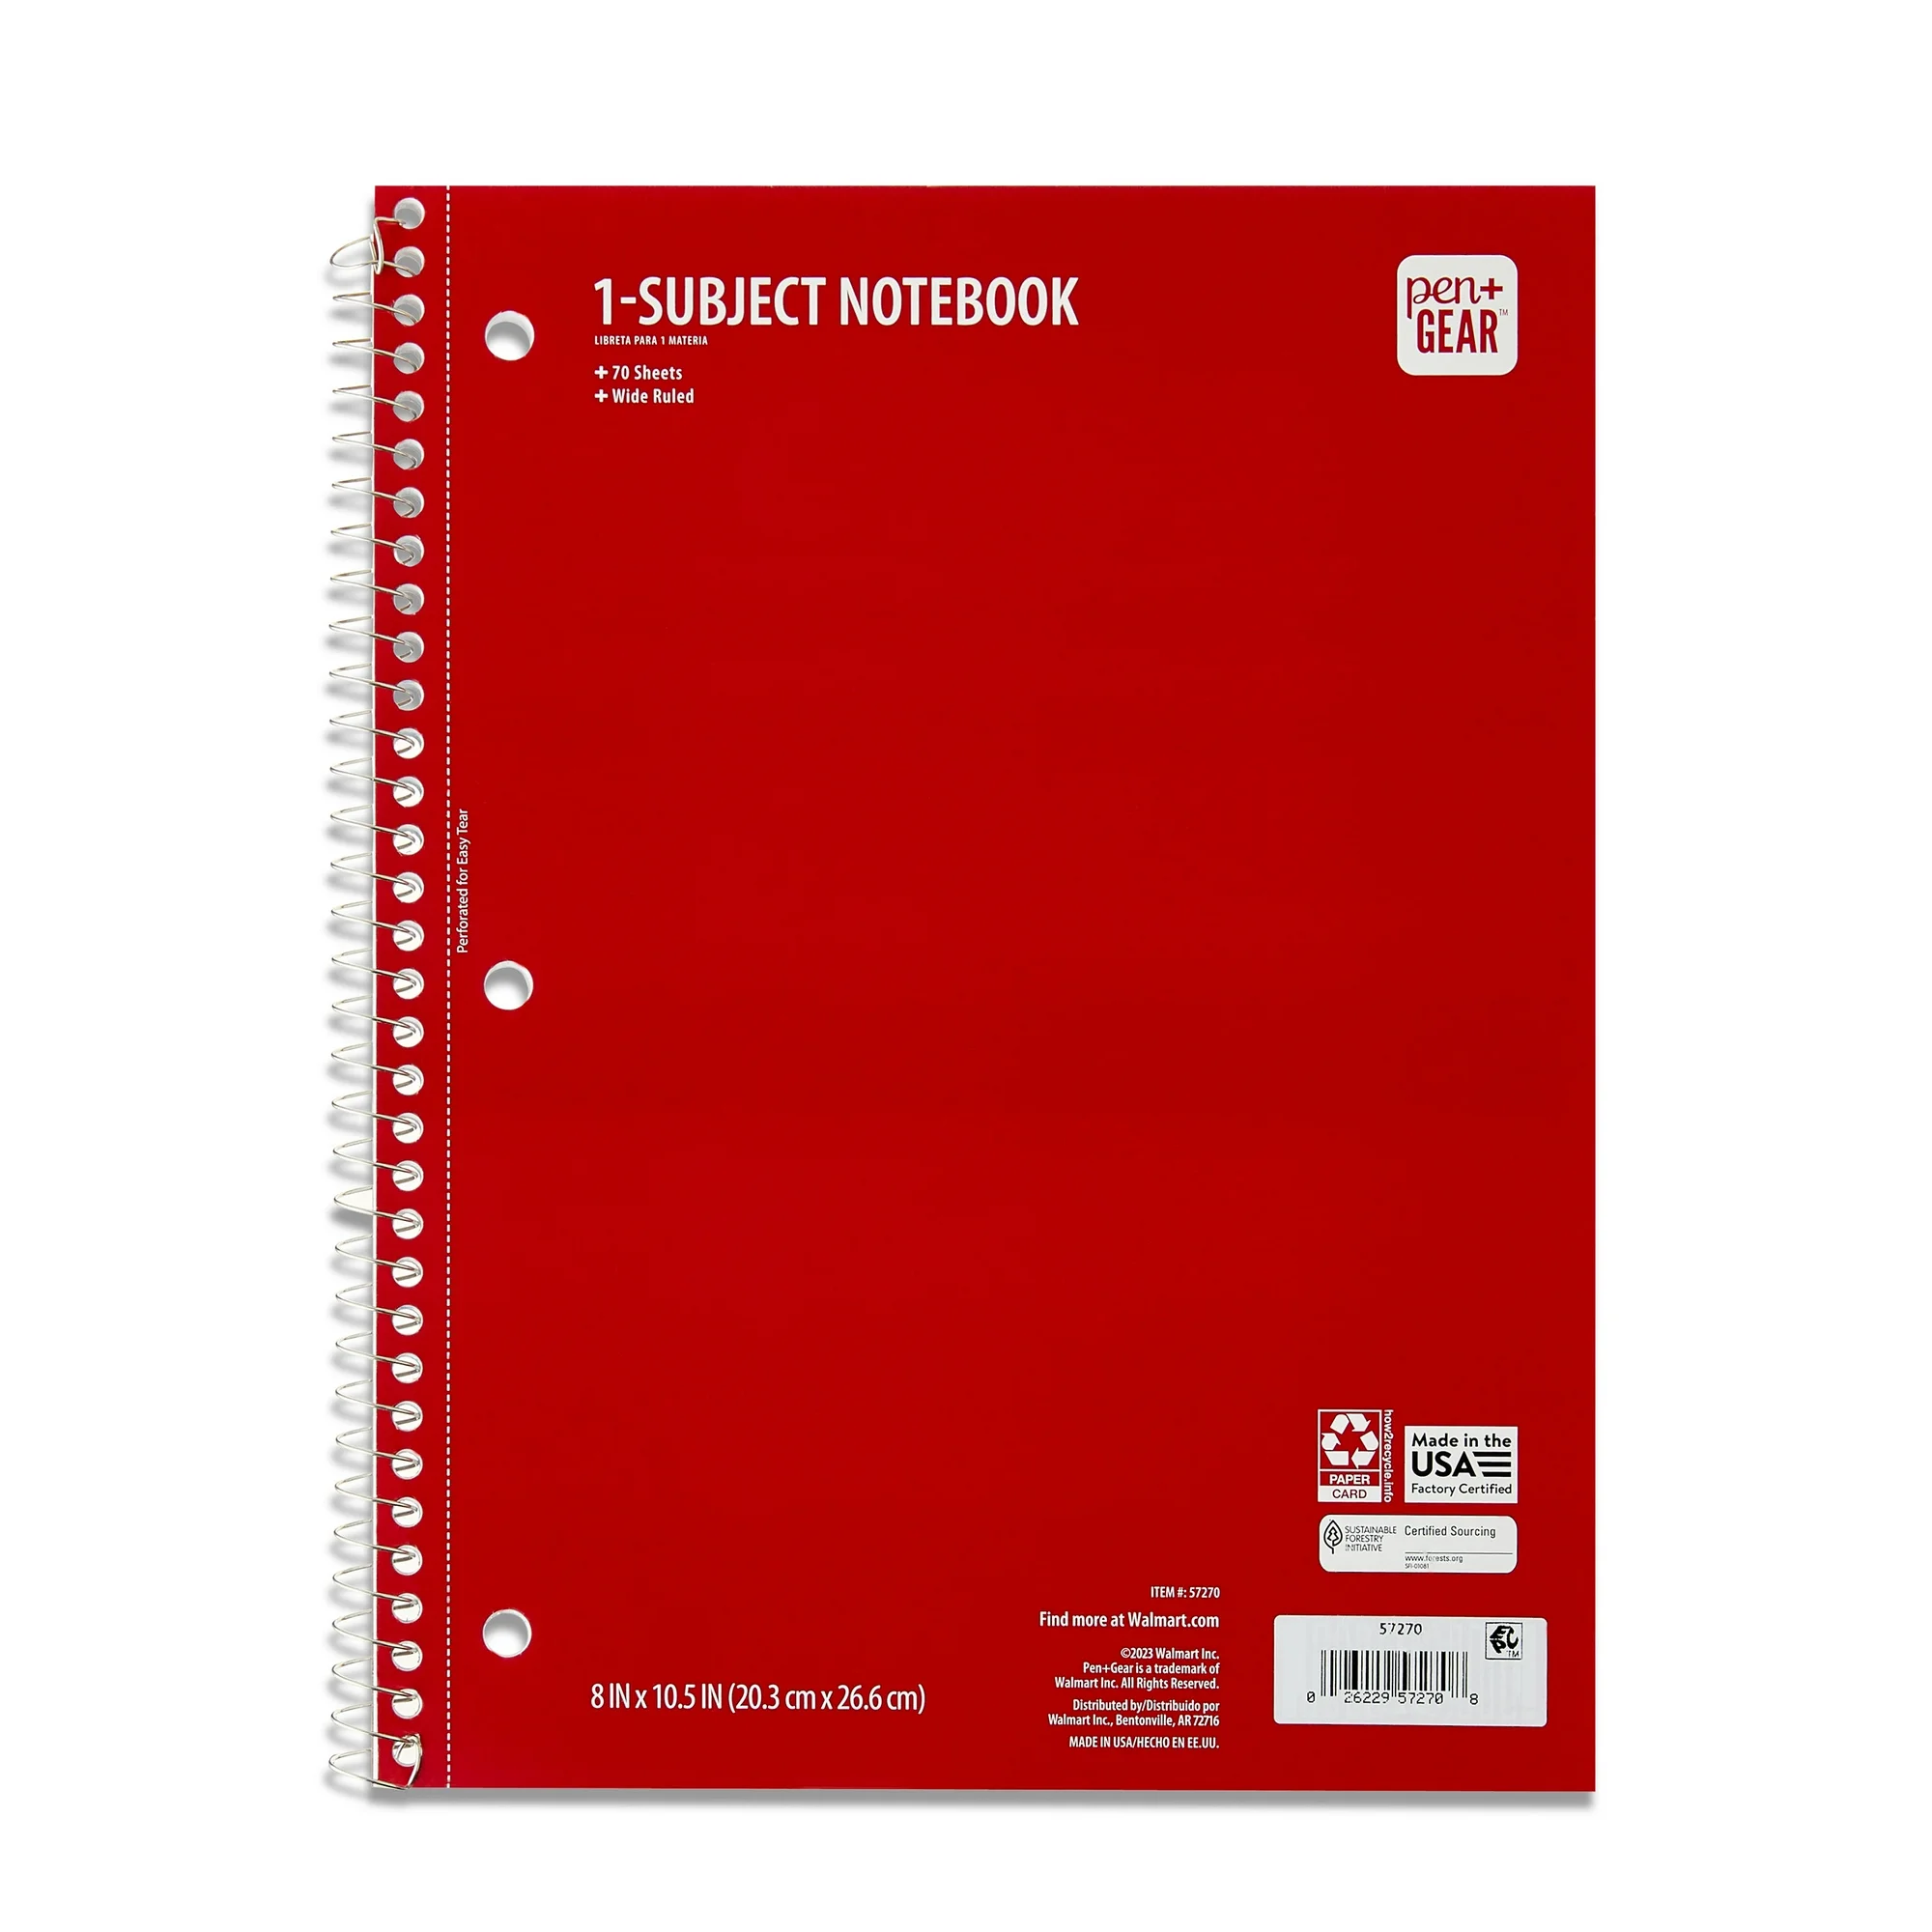 1-SUBJECT NOTEBOOK
LIBRETA PARA 1 MATERIA
+ 70 Sheets
+ Wide Ruled
pen+
GEAR™
Perforated for Easy Tear
how2recycle.info
PAPER
CARD
Made in the
USA
Factory Certified
SUSTAINABLE
FORESTRY
INITIATIVE
Certified Sourcing
www.forests.org
SFI-01081
ITEM #: 57270
Find more at Walmart.com
©2023 Walmart Inc.
Pen+Gear is a trademark of
Walmart Inc. All Rights Reserved.
Distributed by/Distribuido por
Walmart Inc., Bentonville, AR 72716
MADE IN USA/HECHO EN EE.UU.
8 IN x 10.5 IN (20.3 cm x 26.6 cm)
57270
EPC™
0 26229 57270 8